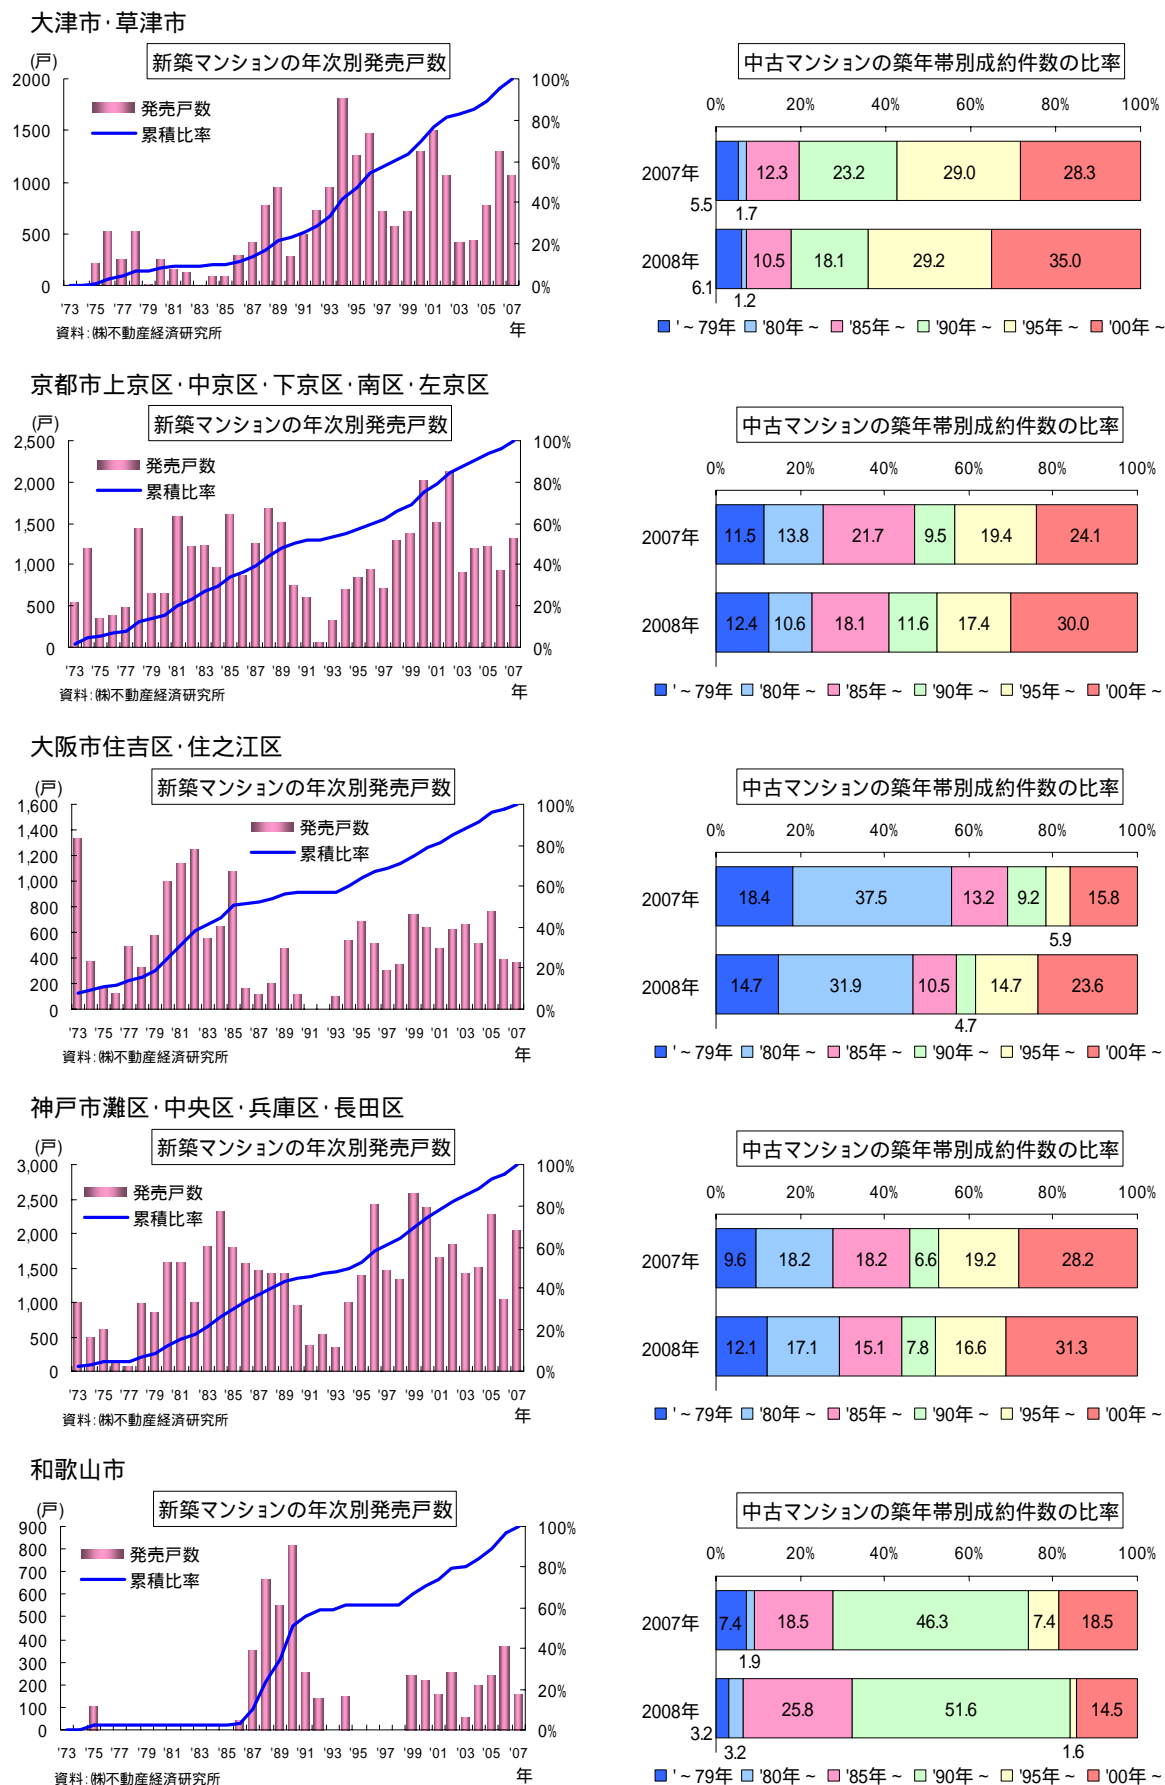 大津市・草津市
新築マンションの年次別発売戸数
(戸)
2000
1500
1000
500
0
100%
80%
60%
40%
20%
0%
発売戸数
累積比率
'73 '75 '77 '79 '81 '83 '85 '87 '89 '91 '93 '95 '97 '99 '01 '03 '05 '07
年
資料:㈱不動産経済研究所
中古マンションの築年帯別成約件数の比率
0% 20% 40% 60% 80% 100%
2007年 5.5 1.7 12.3 23.2 29.0 28.3
2008年 6.1 1.2 10.5 18.1 29.2 35.0
'~79年 '80年~ '85年~ '90年~ '95年~ '00年~
京都市上京区・中京区・下京区・南区・左京区
新築マンションの年次別発売戸数
(戸)
2,500
2,000
1,500
1,000
500
0
100%
80%
60%
40%
20%
0%
発売戸数
累積比率
'73 '75 '77 '79 '81 '83 '85 '87 '89 '91 '93 '95 '97 '99 '01 '03 '05 '07
年
資料:㈱不動産経済研究所
中古マンションの築年帯別成約件数の比率
0% 20% 40% 60% 80% 100%
2007年 11.5 13.8 21.7 9.5 19.4 24.1
2008年 12.4 10.6 18.1 11.6 17.4 30.0
'~79年 '80年~ '85年~ '90年~ '95年~ '00年~
大阪市住吉区・住之江区
新築マンションの年次別発売戸数
(戸)
1,600
1,400
1,200
1,000
800
600
400
200
0
100%
80%
60%
40%
20%
0%
発売戸数
累積比率
'73 '75 '77 '79 '81 '83 '85 '87 '89 '91 '93 '95 '97 '99 '01 '03 '05 '07
年
資料:㈱不動産経済研究所
中古マンションの築年帯別成約件数の比率
0% 20% 40% 60% 80% 100%
2007年 18.4 37.5 13.2 9.2 5.9 15.8
2008年 14.7 31.9 10.5 4.7 14.7 23.6
'~79年 '80年~ '85年~ '90年~ '95年~ '00年~
神戸市灘区・中央区・兵庫区・長田区
新築マンションの年次別発売戸数
(戸)
3,000
2,500
2,000
1,500
1,000
500
0
100%
80%
60%
40%
20%
0%
発売戸数
累積比率
'73 '75 '77 '79 '81 '83 '85 '87 '89 '91 '93 '95 '97 '99 '01 '03 '05 '07
年
資料:㈱不動産経済研究所
中古マンションの築年帯別成約件数の比率
0% 20% 40% 60% 80% 100%
2007年 9.6 18.2 18.2 6.6 19.2 28.2
2008年 12.1 17.1 15.1 7.8 16.6 31.3
'~79年 '80年~ '85年~ '90年~ '95年~ '00年~
和歌山市
新築マンションの年次別発売戸数
(戸)
900
800
700
600
500
400
300
200
100
0
100%
80%
60%
40%
20%
0%
発売戸数
累積比率
'73 '75 '77 '79 '81 '83 '85 '87 '89 '91 '93 '95 '97 '99 '01 '03 '05 '07
年
資料:㈱不動産経済研究所
中古マンションの築年帯別成約件数の比率
0% 20% 40% 60% 80% 100%
2007年 7.4 1.9 18.5 46.3 7.4 18.5
2008年 3.2 3.2 25.8 51.6 1.6 14.5
'~79年 '80年~ '85年~ '90年~ '95年~ '00年~